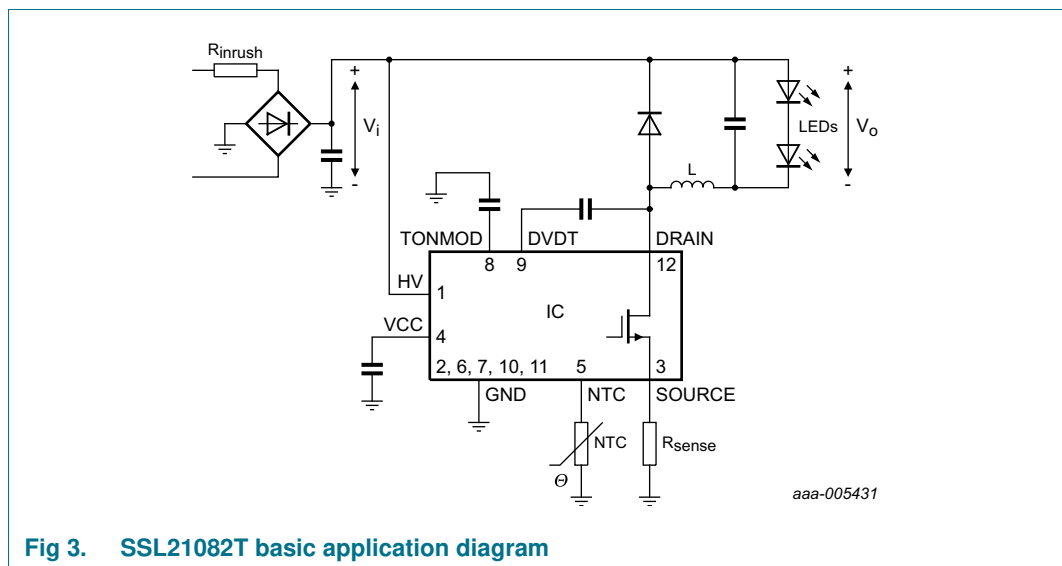 Rinrush
+
Vi
-
L
LEDs
+
Vo
-
TONMOD
DVDT
DRAIN
8
9
12
HV
1
IC
VCC
4
2, 6, 7, 10, 11
5
3
GND
NTC
SOURCE
NTC
Θ
Rsense
aaa-005431
Fig 3. SSL21082T basic application diagram